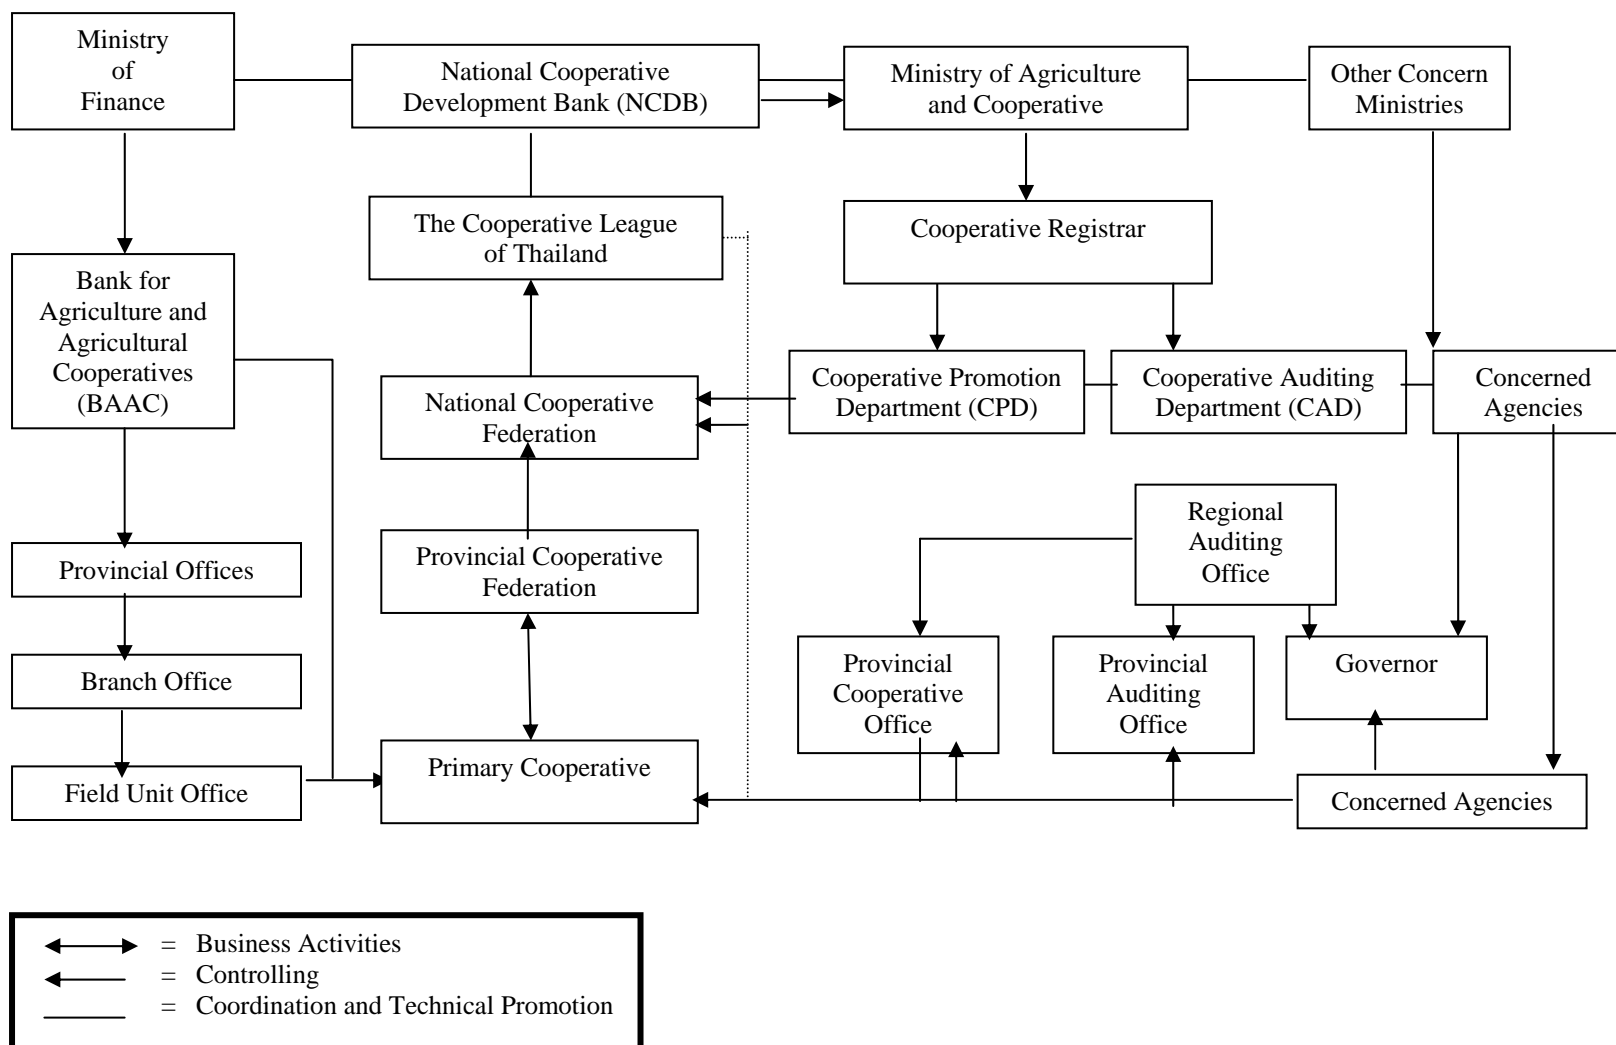 Ministry
of
Finance
National Cooperative
Development Bank (NCDB)
Ministry of Agriculture
and Cooperative
Other Concern
Ministries
The Cooperative League
of Thailand
Cooperative Registrar
Bank for
Agriculture and
Agricultural
Cooperatives
(BAAC)
National Cooperative
Federation
Cooperative Promotion
Department (CPD)
Cooperative Auditing
Department (CAD)
Concerned
Agencies
Regional
Auditing
Office
Provincial Offices
Provincial Cooperative
Federation
Branch Office
Provincial
Cooperative
Office
Provincial
Auditing
Office
Governor
Field Unit Office
Primary Cooperative
Concerned Agencies
= Business Activities
= Controlling
= Coordination and Technical Promotion